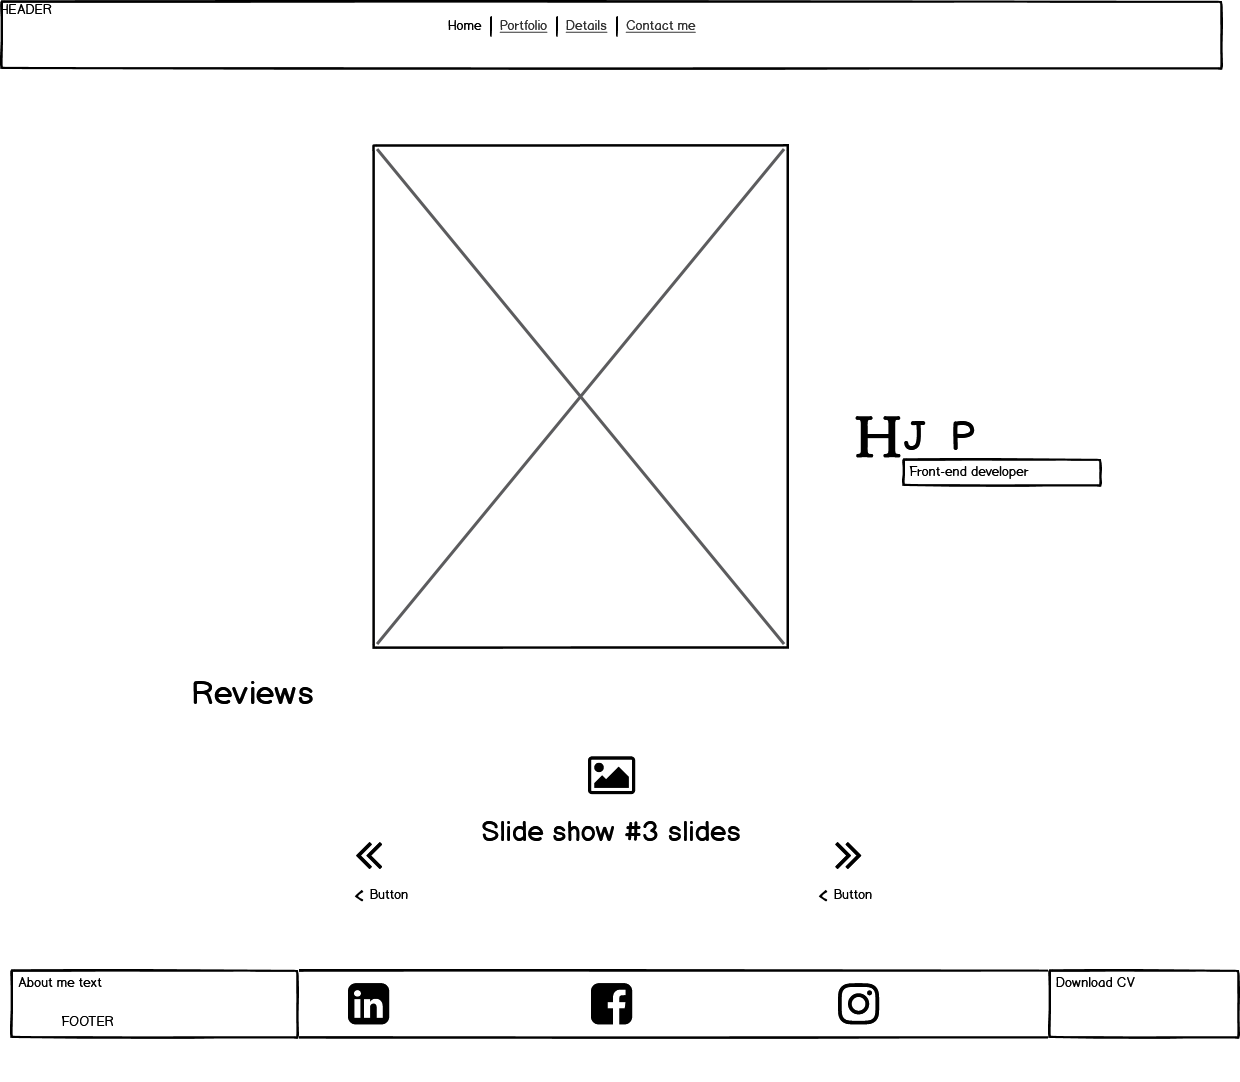 HEADER
Home | Portfolio | Details | Contact me
HJ P
Front-end developer
Reviews
Slide show #3 slides
< Button
< Button
About me text
FOOTER
Download CV